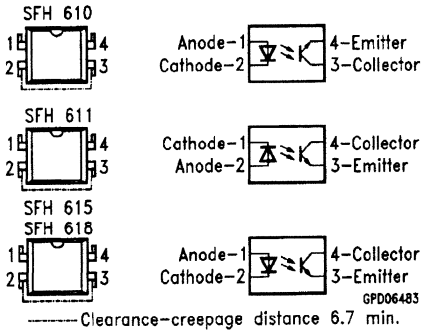 SFH 610
1 4
2 3
Anode-1 4-Emitter
Cathode-2 3-Collector
SFH 611
1 4
2 3
Cathode-1 4-Collector
Anode-2 3-Emitter
SFH 615
SFH 618
1 4
2 3
Anode-1 4-Collector
Cathode-2 3-Emitter
GPD06483
Clearance-creepage distance 6.7 min.